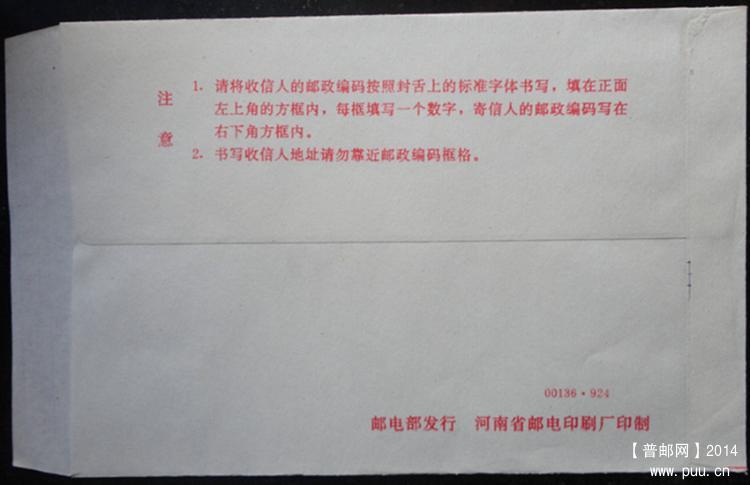 注意
1. 请将收信人的邮政编码按照封舌上的标准字体书写，填在正面
左上角的方框内，每框填写一个数字，寄信人的邮政编码写在
右下角方框内。
2. 书写收信人地址请勿靠近邮政编码框格。
00136·924
邮电部发行 河南省邮电印刷厂印制
【普邮网】2014
www.puu.cn